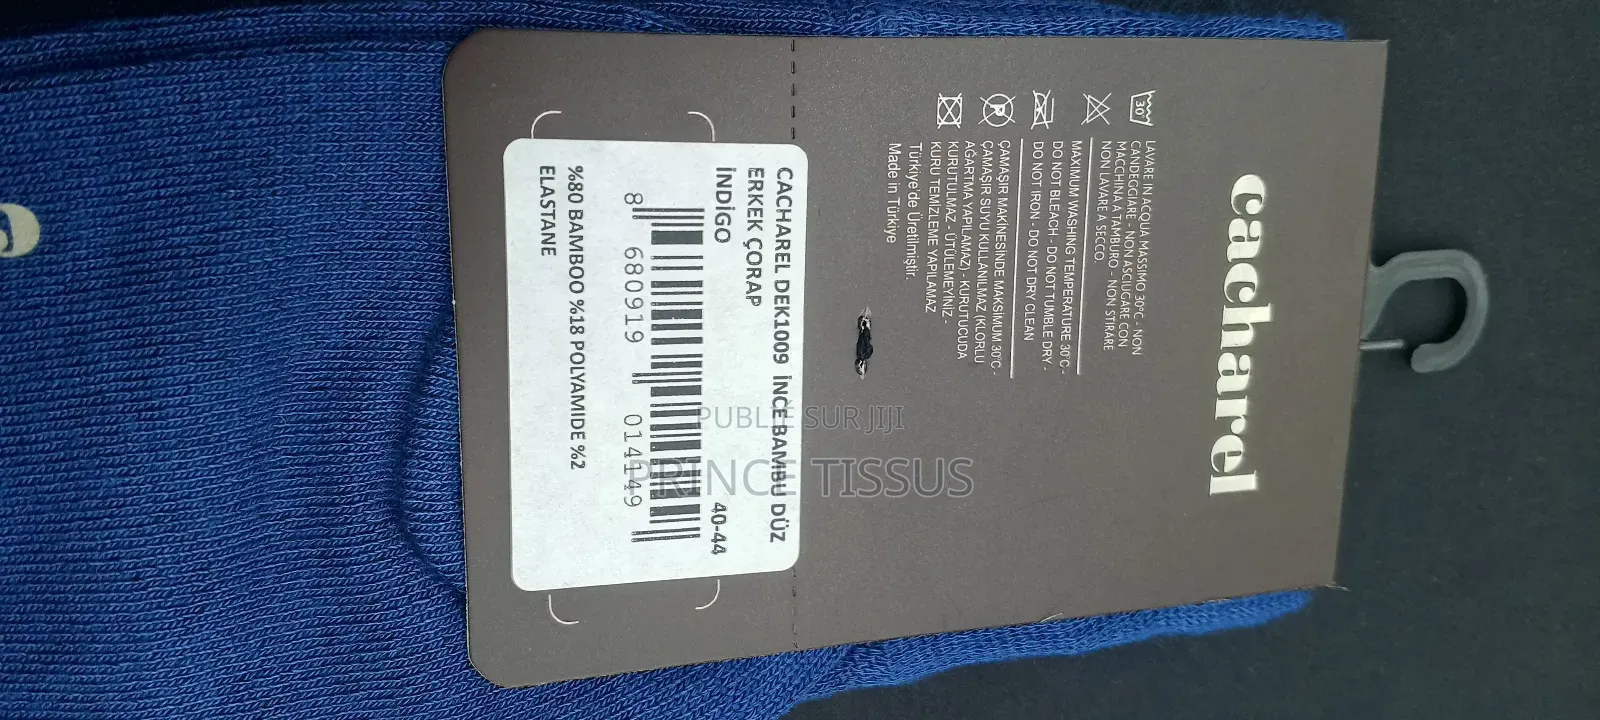 cacharel
30°
LAVARE IN ACQUA MASSIMO 30°C - NON
CANDEGGIARE - NON ASCIUGARE CON
MACCHINA A TAMBURO - NON STIRARE
NON LAVARE A SECCO.
MAXIMUM WASHING TEMPERATURE 30°C -
DO NOT BLEACH - DO NOT TUMBLE DRY -
DO NOT IRON - DO NOT DRY CLEAN
P
ÇAMAŞIR MAKİNESİNDE MAKSİMUM 30°C -
ÇAMAŞIR SUYU KULLANILMAZ (KLORLU
AĞARTMA YAPILAMAZ) - KURUTUCUDA
KURUTULMAZ - ÜTÜLEMEYİNİZ -
KURU TEMİZLEME YAPILAMAZ
Türkiye'de Üretilmiştir.
Made in Türkiye
CACHAREL DEK1009 İNCE BAMBU DÜZ
ERKEK ÇORAP
İNDİGO 40-44
8 680919 014149
%80 BAMBOO %18 POLYAMIDE %2
ELASTANE
PUBLIÉ SUR JIJI
PRINCE TISSUS